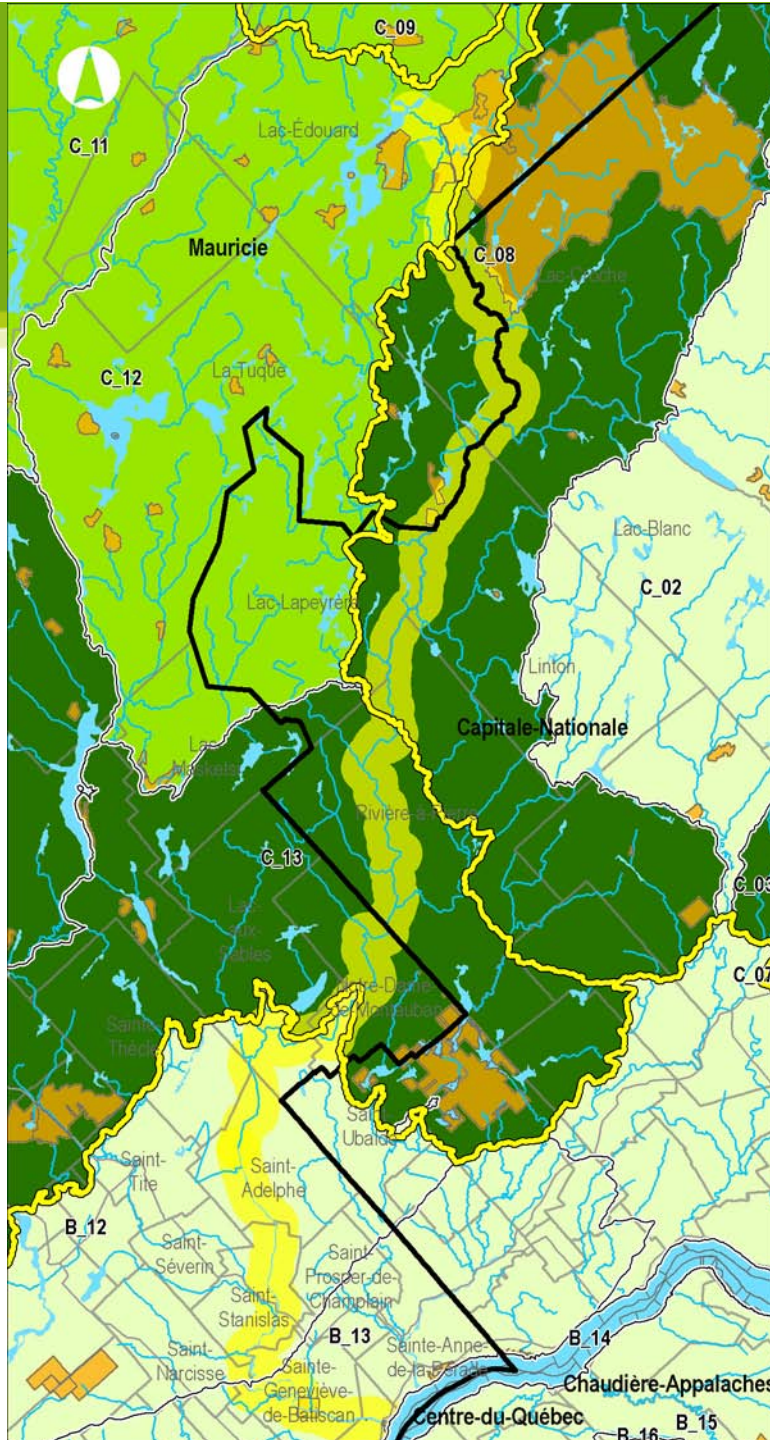 C_09
Lac-Édouard
C_11
Mauricie
C_08
Lac-Croche
C_12
La Tuque
Lac-Blanc
C_02
Lac-Lapeyrère
Linton
Capitale-Nationale
Lac-
Masketsi
Rivière-à-Pierre
C_13
C_03
Lac-
aux-
Sables
C_07
Notre-Dame
de-Montauban
Sainte-
Thècle
Saint-
Ubalde
Saint-
Tite
Saint-
Adelphe
B_12
Saint-
Séverin
Saint-
Prosper-de-
Champlain
Saint-
Stanislas
B_13
B_14
Saint-
Narcisse
Sainte-Anne-
de-la-Pérade
Sainte-
Geneviève-
de-Batiscan
Chaudière-Appalaches
Centre-du-Québec
B_15
B_16